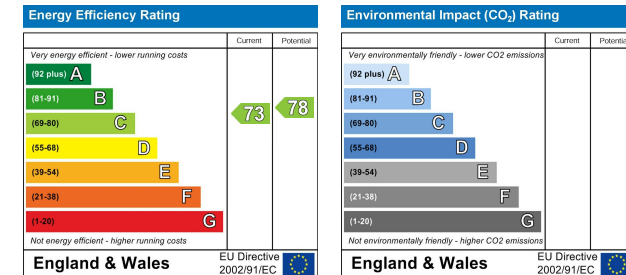 Energy Efficiency Rating
Current Potential
Very energy efficient - lower running costs
(92 plus) A
(81-91) B
(69-80) C
(55-68) D
(39-54) E
(21-38) F
(1-20) G
73 78
Not energy efficient - higher running costs
England & Wales
EU Directive
2002/91/EC
Environmental Impact (CO₂) Rating
Current Potential
Very environmentally friendly - lower CO2 emissions
(92 plus) A
(81-91) B
(69-80) C
(55-68) D
(39-54) E
(21-38) F
(1-20) G
Not environmentally friendly - higher CO2 emissions
England & Wales
EU Directive
2002/91/EC